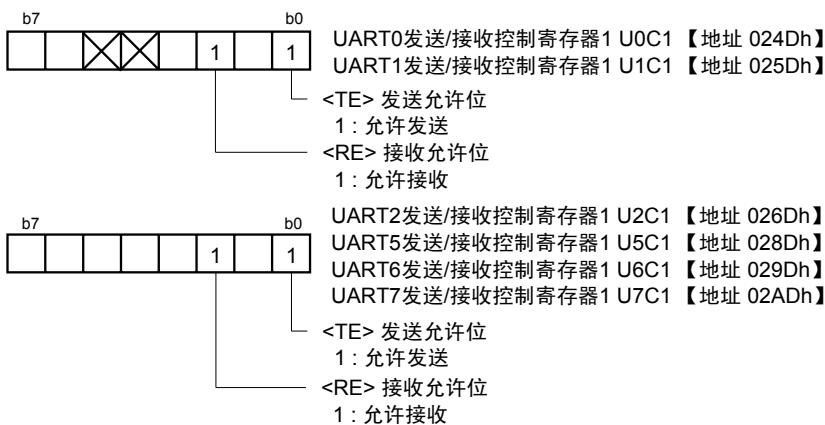 b7 b0
1 1
UART0发送/接收控制寄存器1 U0C1 【地址 024Dh】
UART1发送/接收控制寄存器1 U1C1 【地址 025Dh】
<TE> 发送允许位
1 : 允许发送
<RE> 接收允许位
1 : 允许接收
b7 b0
1 1
UART2发送/接收控制寄存器1 U2C1 【地址 026Dh】
UART5发送/接收控制寄存器1 U5C1 【地址 028Dh】
UART6发送/接收控制寄存器1 U6C1 【地址 029Dh】
UART7发送/接收控制寄存器1 U7C1 【地址 02ADh】
<TE> 发送允许位
1 : 允许发送
<RE> 接收允许位
1 : 允许接收